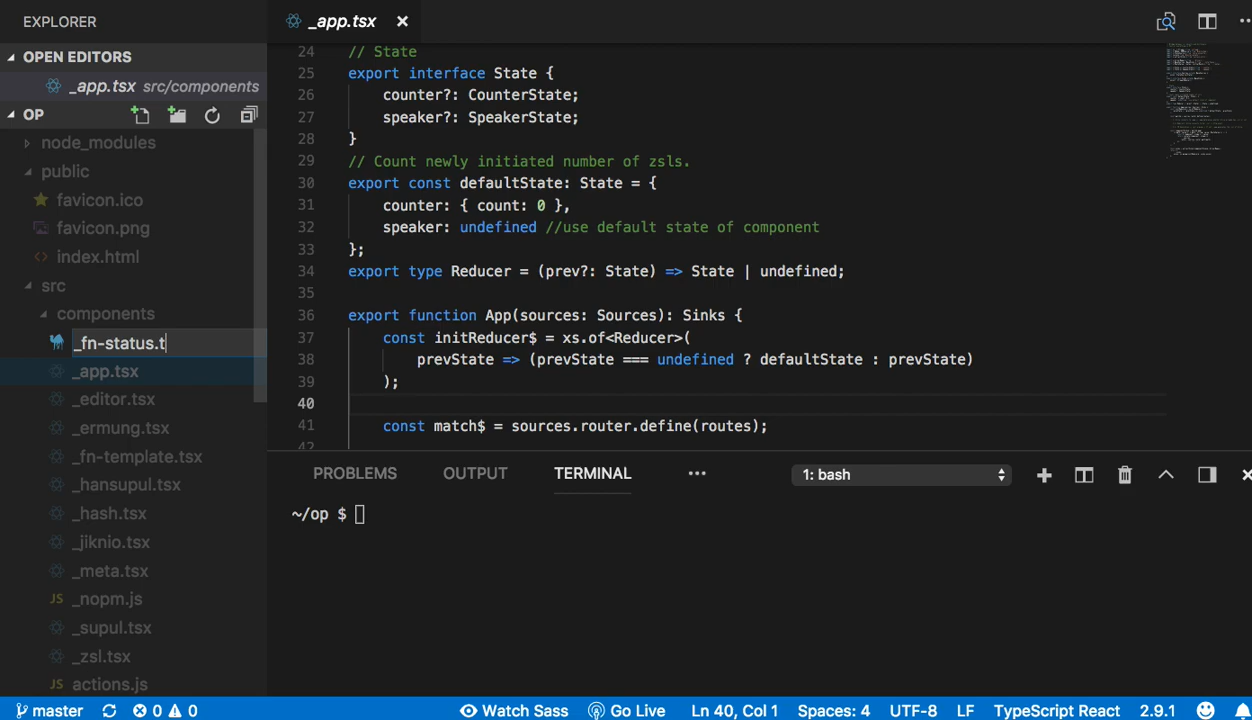 EXPLORER
OPEN EDITORS
_app.tsx src/components
OP
node_modules
public
favicon.ico
favicon.png
index.html
src
components
_fn-status.t
_app.tsx
_editor.tsx
_ermung.tsx
_fn-template.tsx
_hansupul.tsx
_hash.tsx
_jiknio.tsx
_meta.tsx
JS _nopm.js
_supul.tsx
_zsl.tsx
JS actions.js
_app.tsx
24 // State
25 export interface State {
26 counter?: CounterState;
27 speaker?: SpeakerState;
28 }
29 // Count newly initiated number of zsls.
30 export const defaultState: State = {
31 counter: { count: 0 },
32 speaker: undefined //use default state of component
33 };
34 export type Reducer = (prev?: State) => State | undefined;
35
36 export function App(sources: Sources): Sinks {
37 const initReducer$ = xs.of<Reducer>(
38 prevState => (prevState === undefined ? defaultState : prevState)
39 );
40
41 const match$ = sources.router.define(routes);
42
PROBLEMS OUTPUT TERMINAL ••• 1: bash
~/op $
master 0 0 Watch Sass Go Live Ln 40, Col 1 Spaces: 4 UTF-8 LF TypeScript React 2.9.1